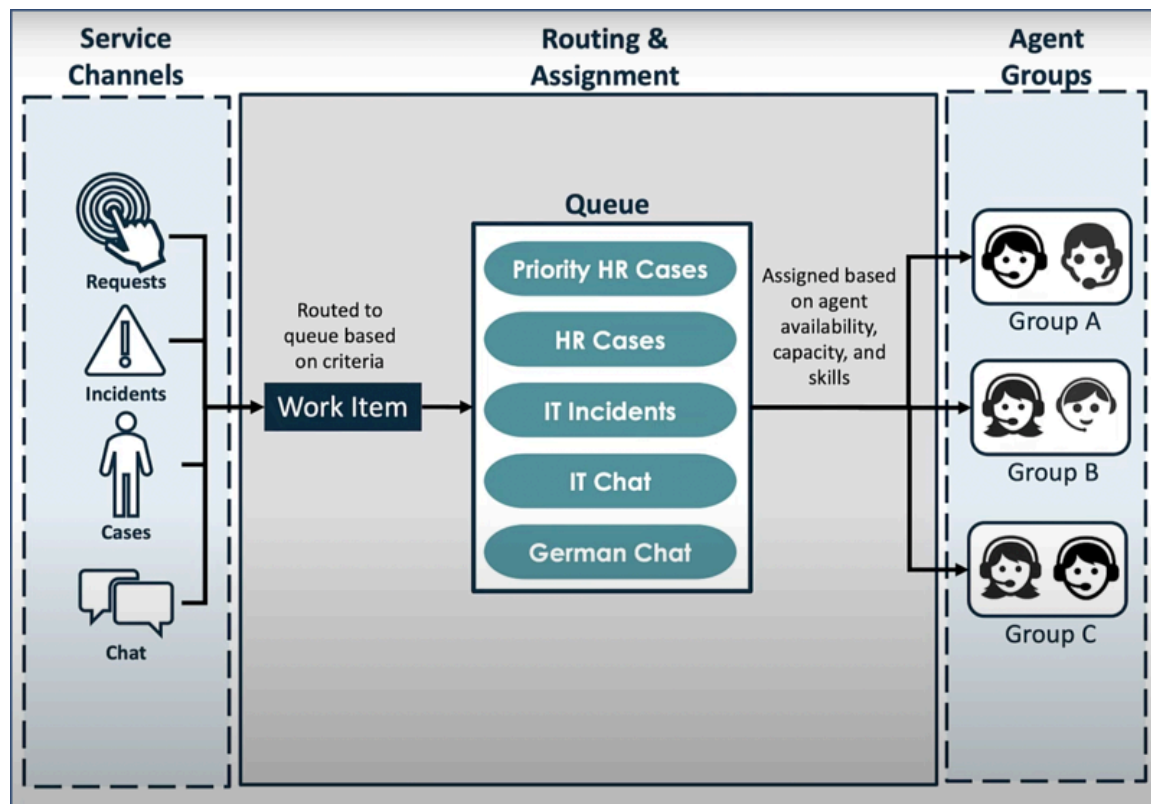 Service
Channels
Routing &
Assignment
Agent
Groups
Requests
Incidents
Cases
Chat
Routed to
queue based
on criteria
Work Item
Queue
Priority HR Cases
HR Cases
IT Incidents
IT Chat
German Chat
Assigned based
on agent
availability,
capacity, and
skills
Group A
Group B
Group C